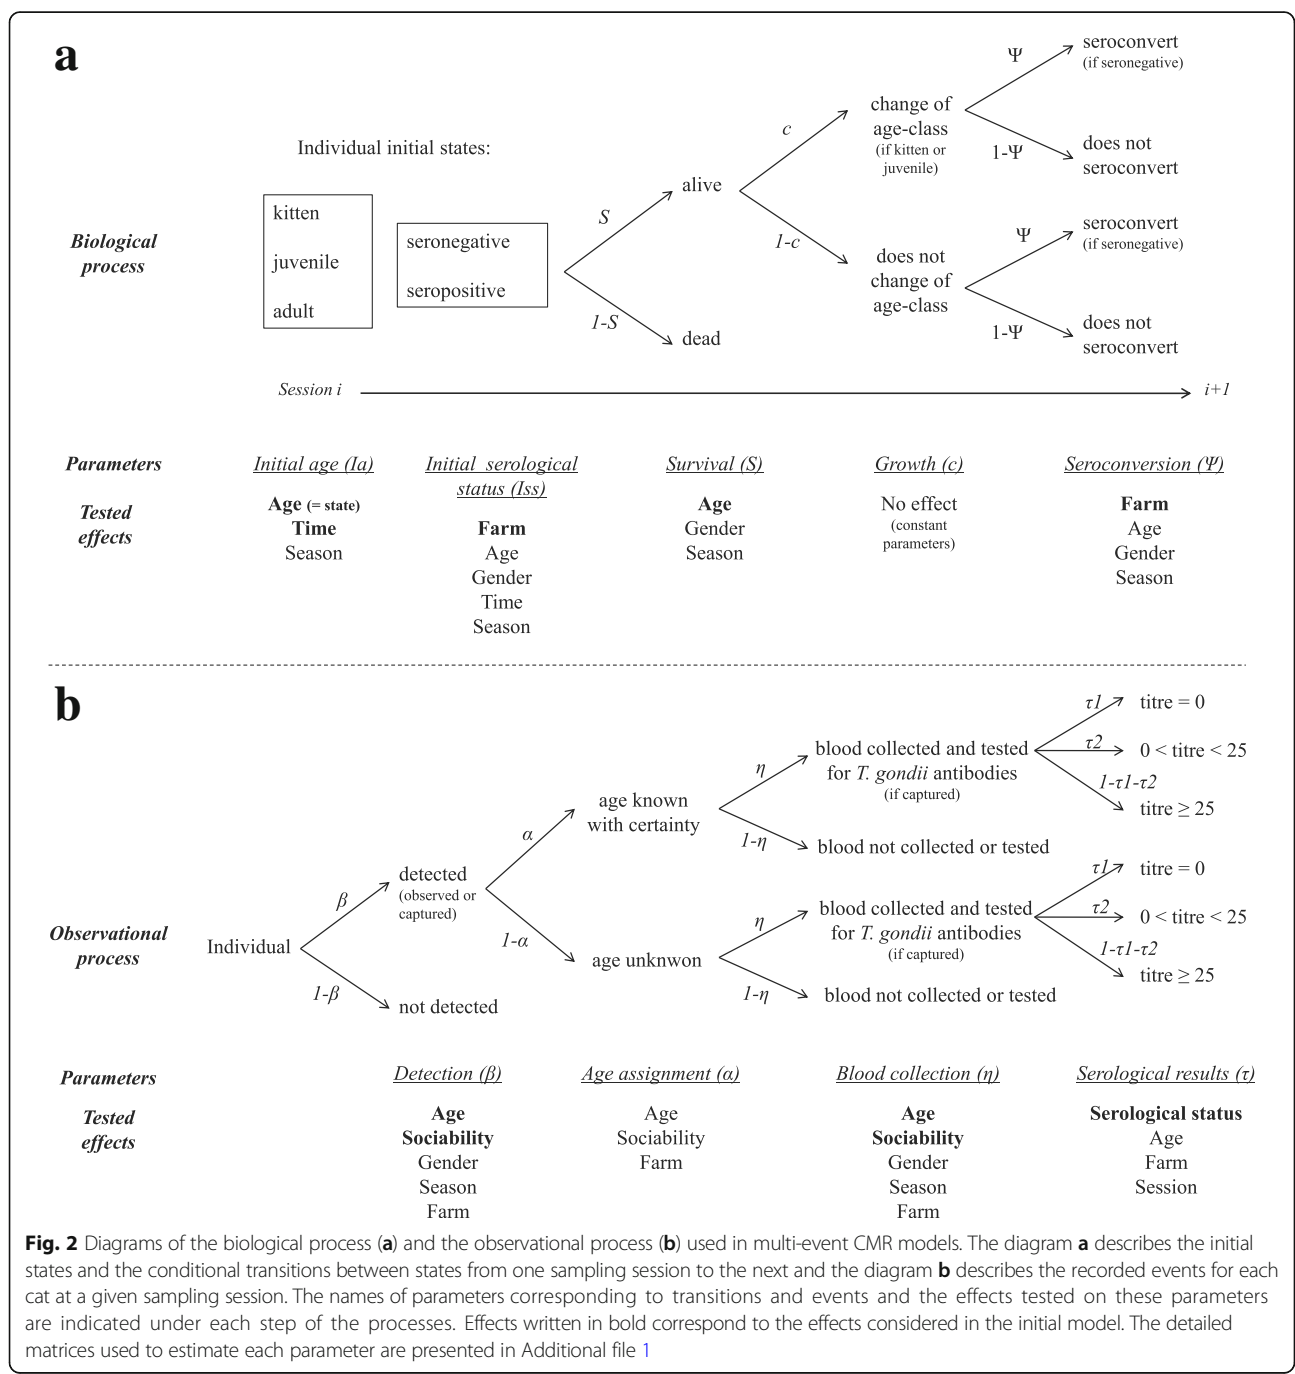 a
Individual initial states:
kitten
juvenile
adult
seronegative
seropositive
Biological
process
S
1-S
alive
dead
c
1-c
change of
age-class
(if kitten or
juvenile)
does not
change of
age-class
Ψ
1-Ψ
seroconvert
(if seronegative)
does not
seroconvert
Ψ
1-Ψ
seroconvert
(if seronegative)
does not
seroconvert
Session i
i+1
Parameters
Initial age (Ia)
Initial serological
status (Iss)
Survival (S)
Growth (c)
Seroconversion (Ψ)
Tested
effects
Age (= state)
Time
Season
Farm
Age
Gender
Time
Season
Age
Gender
Season
No effect
(constant
parameters)
Farm
Age
Gender
Season
b
Observational
process
Individual
β
1-β
detected
(observed or
captured)
not detected
α
1-α
age known
with certainty
age unknwon
η
1-η
blood collected and tested
for T. gondii antibodies
(if captured)
blood not collected or tested
η
1-η
blood collected and tested
for T. gondii antibodies
(if captured)
blood not collected or tested
τ1
τ2
1-τ1-τ2
titre = 0
0 < titre < 25
titre ≥ 25
τ1
τ2
1-τ1-τ2
titre = 0
0 < titre < 25
titre ≥ 25
Parameters
Detection (β)
Age assignment (α)
Blood collection (η)
Serological results (τ)
Tested
effects
Age
Sociability
Gender
Season
Farm
Age
Sociability
Farm
Age
Sociability
Gender
Season
Farm
Serological status
Age
Farm
Session
Fig. 2 Diagrams of the biological process (a) and the observational process (b) used in multi-event CMR models. The diagram a describes the initial
states and the conditional transitions between states from one sampling session to the next and the diagram b describes the recorded events for each
cat at a given sampling session. The names of parameters corresponding to transitions and events and the effects tested on these parameters
are indicated under each step of the processes. Effects written in bold correspond to the effects considered in the initial model. The detailed
matrices used to estimate each parameter are presented in Additional file 1